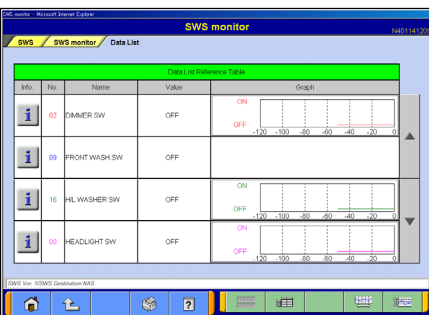 SWS monitor - Microsoft Internet Explorer
SWS monitor
N401141209
SWS
SWS monitor
Data List
Data List Reference Table
Info. No. Name Value Graph
02 DIMMER SW OFF
ON
OFF
-120 -100 -80 -60 -40 -20 0
09 FRONT WASH.SW OFF
16 H/L WASHER SW OFF
ON
OFF
-120 -100 -80 -60 -40 -20 0
00 HEADLIGHT SW OFF
ON
OFF
-120 -100 -80 -60 -40 -20 0
SWS Ver. 1/SWS Destination:NAS